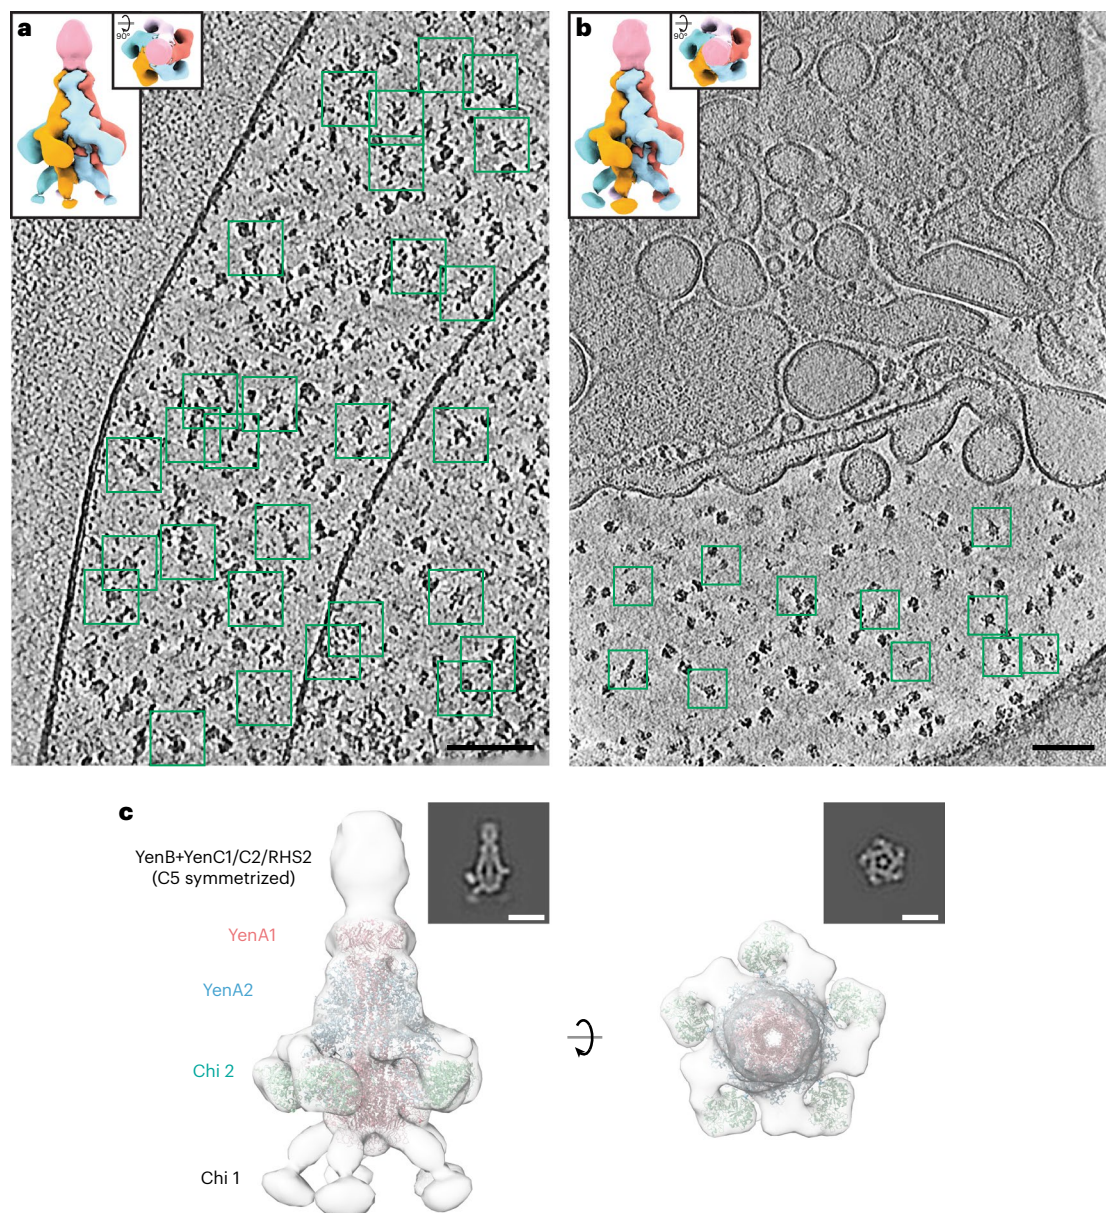 a
90°
b
90°
c
YenB+YenC1/C2/RHS2
(C5 symmetrized)
YenA1
YenA2
Chi 2
Chi 1